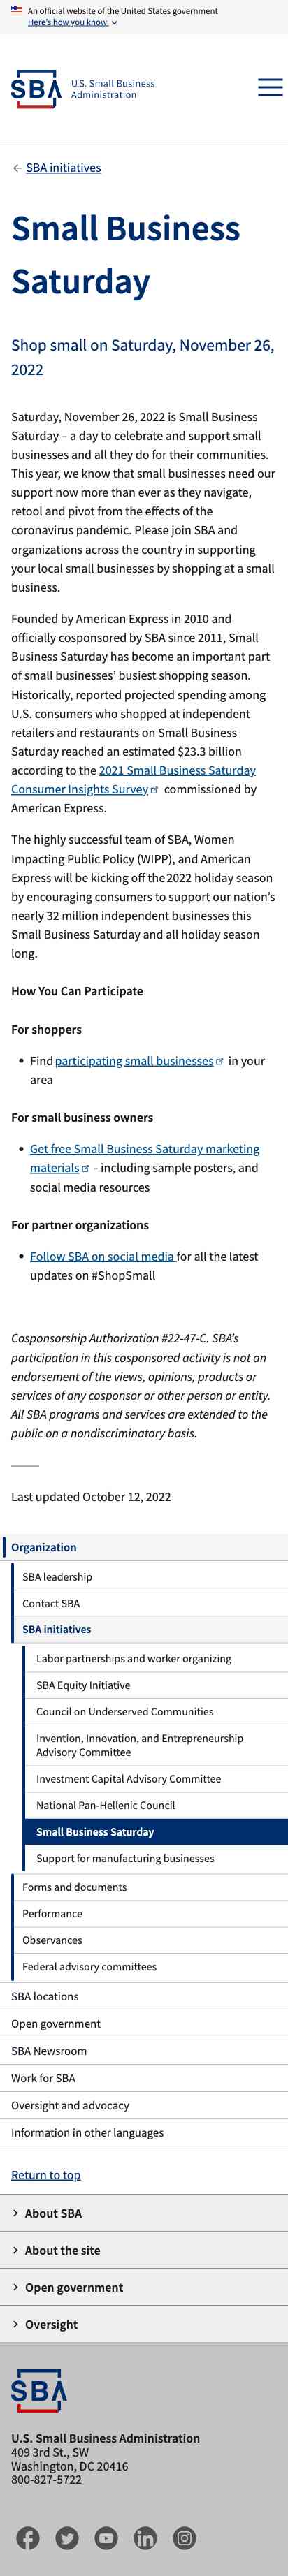 An official website of the United States government
Here's how you know
SBA
U.S. Small Business
Administration
SBA initiatives
Small Business
Saturday
Shop small on Saturday, November 26,
2022
Saturday, November 26, 2022 is Small Business
Saturday – a day to celebrate and support small
businesses and all they do for their communities.
This year, we know that small businesses need our
support now more than ever as they navigate,
retool and pivot from the effects of the
coronavirus pandemic. Please join SBA and
organizations across the country in supporting
your local small businesses by shopping at a small
business.
Founded by American Express in 2010 and
officially cosponsored by SBA since 2011, Small
Business Saturday has become an important part
of small businesses’ busiest shopping season.
Historically, reported projected spending among
U.S. consumers who shopped at independent
retailers and restaurants on Small Business
Saturday reached an estimated $23.3 billion
according to the 2021 Small Business Saturday
Consumer Insights Survey commissioned by
American Express.
The highly successful team of SBA, Women
Impacting Public Policy (WIPP), and American
Express will be kicking off the 2022 holiday season
by encouraging consumers to support our nation’s
nearly 32 million independent businesses this
Small Business Saturday and all holiday season
long.
How You Can Participate
For shoppers
• Find participating small businesses in your
area
For small business owners
• Get free Small Business Saturday marketing
materials - including sample posters, and
social media resources
For partner organizations
• Follow SBA on social media for all the latest
updates on #ShopSmall
Cosponsorship Authorization #22-47-C. SBA’s
participation in this cosponsored activity is not an
endorsement of the views, opinions, products or
services of any cosponsor or other person or entity.
All SBA programs and services are extended to the
public on a nondiscriminatory basis.
Last updated October 12, 2022
Organization
SBA leadership
Contact SBA
SBA initiatives
Labor partnerships and worker organizing
SBA Equity Initiative
Council on Underserved Communities
Invention, Innovation, and Entrepreneurship
Advisory Committee
Investment Capital Advisory Committee
National Pan-Hellenic Council
Small Business Saturday
Support for manufacturing businesses
Forms and documents
Performance
Observances
Federal advisory committees
SBA locations
Open government
SBA Newsroom
Work for SBA
Oversight and advocacy
Information in other languages
Return to top
About SBA
About the site
Open government
Oversight
SBA
U.S. Small Business Administration
409 3rd St., SW
Washington, DC 20416
800-827-5722